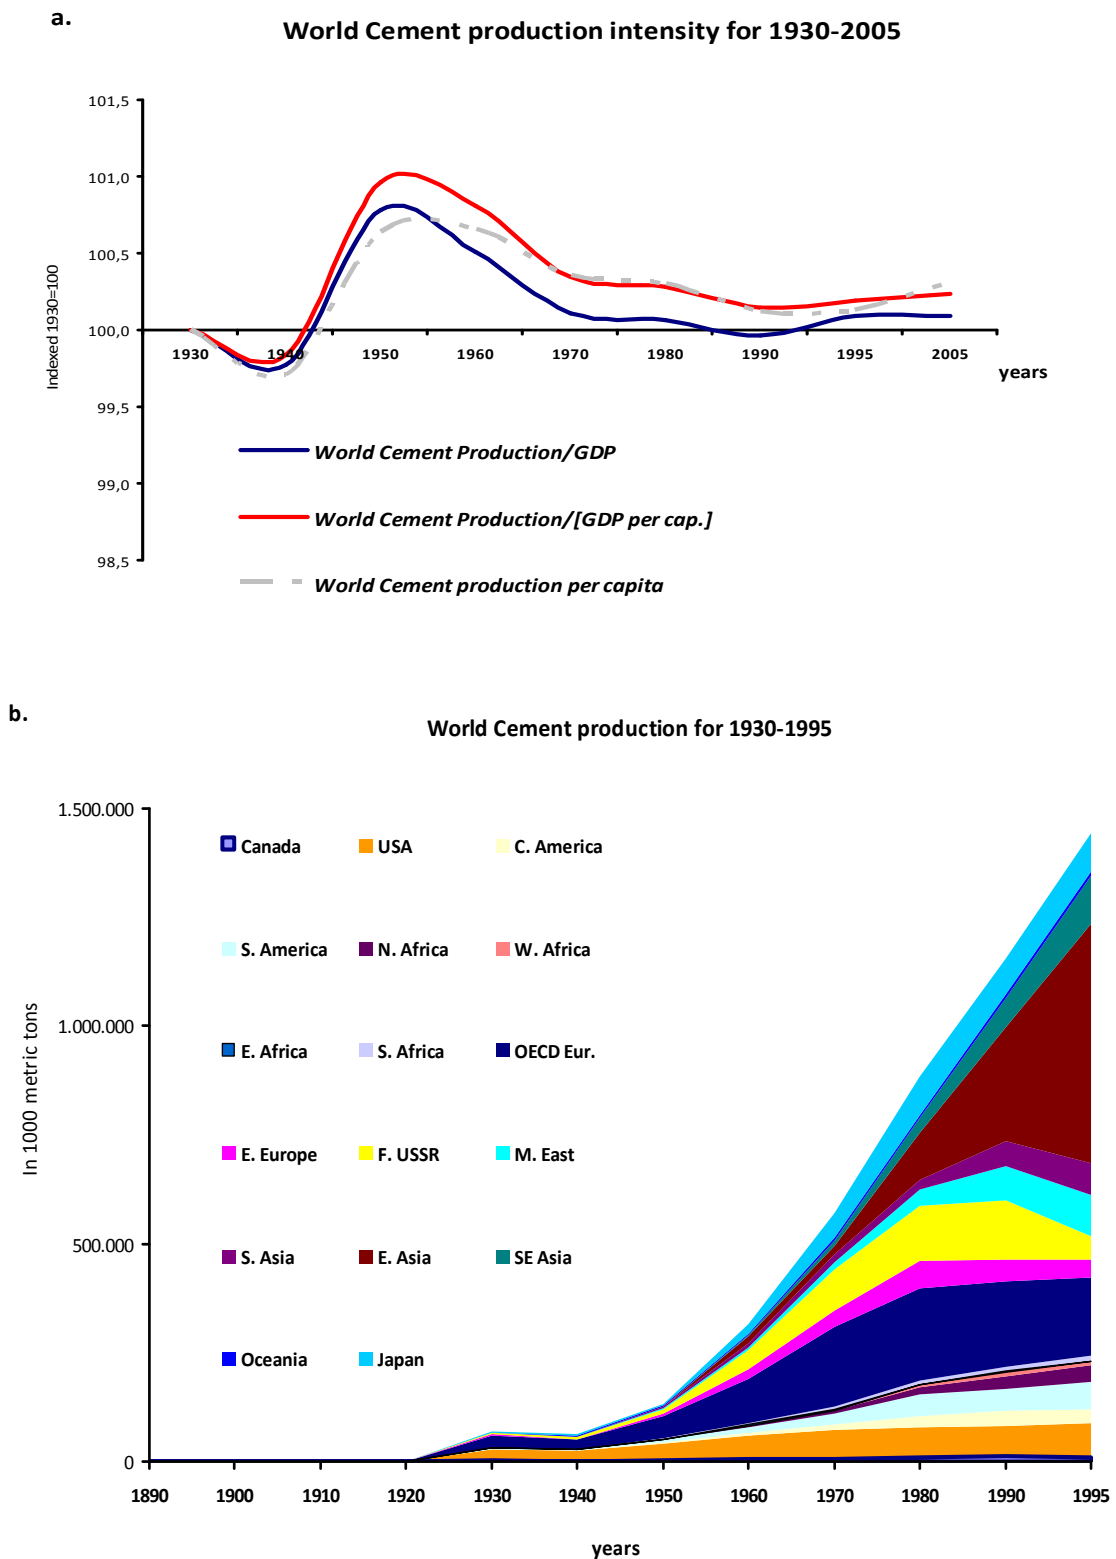 a.
World Cement production intensity for 1930-2005
101,5
101,0
100,5
100,0
99,5
99,0
98,5
Indexed 1930=100
1930 1940 1950 1960 1970 1980 1990 1995 2005
years
World Cement Production/GDP
World Cement Production/[GDP per cap.]
World Cement production per capita
b.
World Cement production for 1930-1995
1.500.000
1.000.000
500.000
0
In 1000 metric tons
Canada USA C. America
S. America N. Africa W. Africa
E. Africa S. Africa OECD Eur.
E. Europe F. USSR M. East
S. Asia E. Asia SE Asia
Oceania Japan
1890 1900 1910 1920 1930 1940 1950 1960 1970 1980 1990 1995
years